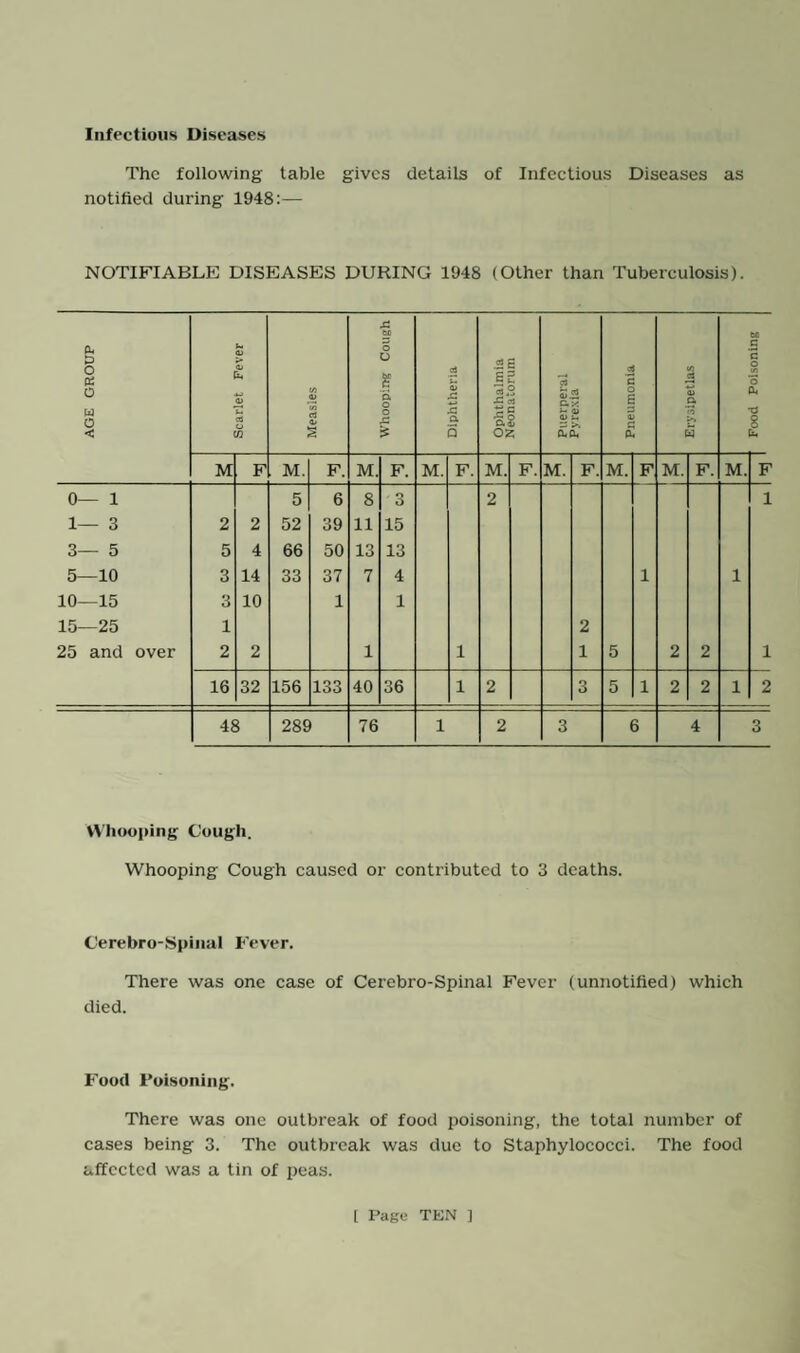 Infectious Diseases
The following table gives details of Infectious Diseases as
notified during 1948:—
NOTIFIABLE DISEASES DURING 1948 (Other than Tuberculosis).
AGE GROUP | Scarlet Fever | Measles | Whooping Cough | Diphtheria | Ophthalmia Neonatorum | Puerperal Pyrexia | Pneumonia | Erysipelas | Food Poisoning
M F M. F. M. F. M. F. M. F. M. F. M. F M. F. M. F
0— 1 5 6 8 3 2 1
1— 3 2 2 52 39 11 15
3— 5 5 4 66 50 13 13
5—10 3 14 33 37 7 4 1 1
10—15 3 10 1 1
15—25 1 2
25 and over 2 2 1 1 1 5 2 2 1
16 32 156 133 40 36 1 2 3 5 1 2 2 1 2
48 289 76 1 2 3 6 4 3
Whooping Cough.
Whooping Cough caused or contributed to 3 deaths.
Cerebro-Spinal Fever.
There was one case of Cerebro-Spinal Fever (unnotified) which
died.
Food Poisoning.
There was one outbreak of food poisoning, the total number of
cases being 3. The outbreak was due to Staphylococci. The food
affected was a tin of peas.
[ Page TEN ]